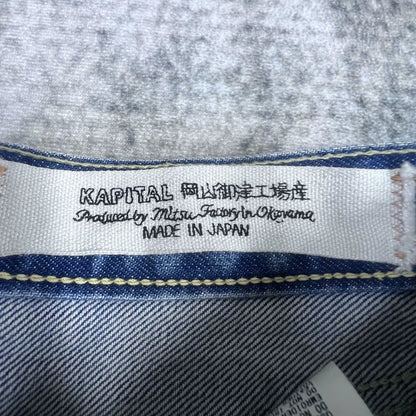 KAPITAL 岡山御津工場産
Produced by Mitsu Factory In Okayama
MADE IN JAPAN